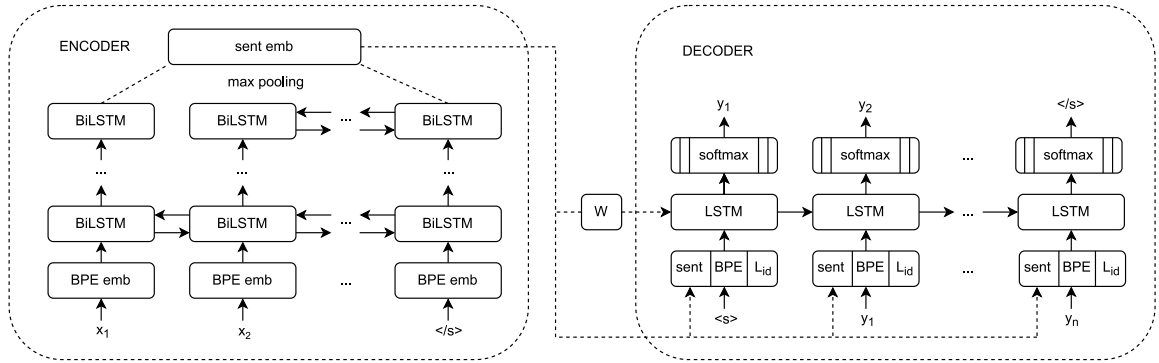 ENCODER
sent emb
max pooling
BiLSTM BiLSTM ... BiLSTM
... ... ...
BiLSTM BiLSTM ... BiLSTM
BPE emb BPE emb ... BPE emb
x1 x2 </s>
W
DECODER
y1 y2 </s>
softmax softmax ... softmax
LSTM LSTM ... LSTM
sent BPE Lid sent BPE Lid ... sent BPE Lid
<s> y1 yn